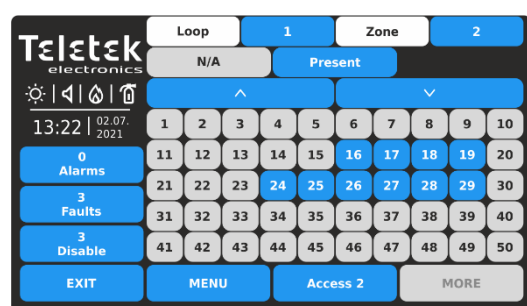 Teletek
electronics
Loop 1 Zone 2
N/A Present
13:22 02.07.
2021
1 2 3 4 5 6 7 8 9 10
11 12 13 14 15 16 17 18 19 20
21 22 23 24 25 26 27 28 29 30
31 32 33 34 35 36 37 38 39 40
41 42 43 44 45 46 47 48 49 50
0
Alarms
3
Faults
3
Disable
EXIT MENU Access 2 MORE